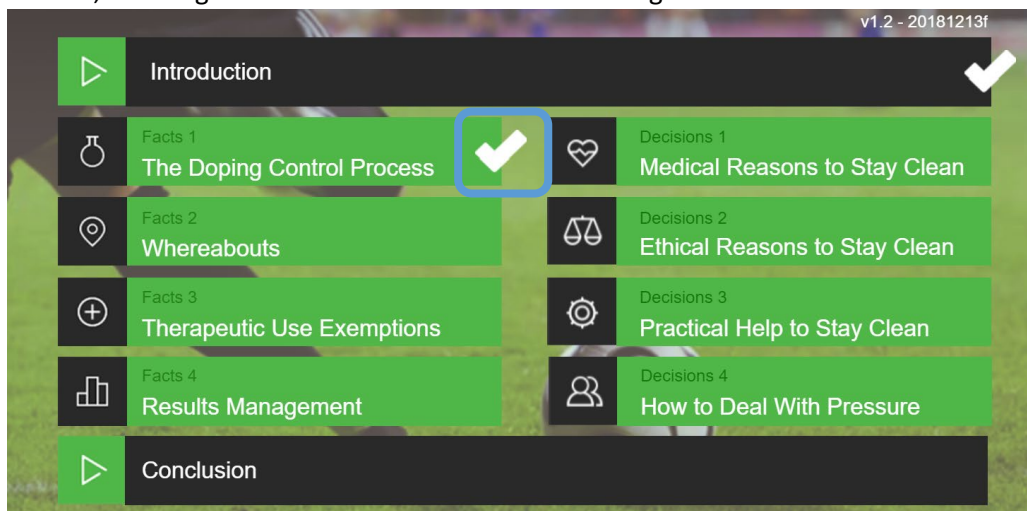 v1.2 - 20181213f
Introduction
Facts 1
The Doping Control Process
Decisions 1
Medical Reasons to Stay Clean
Facts 2
Whereabouts
Decisions 2
Ethical Reasons to Stay Clean
Facts 3
Therapeutic Use Exemptions
Decisions 3
Practical Help to Stay Clean
Facts 4
Results Management
Decisions 4
How to Deal With Pressure
Conclusion